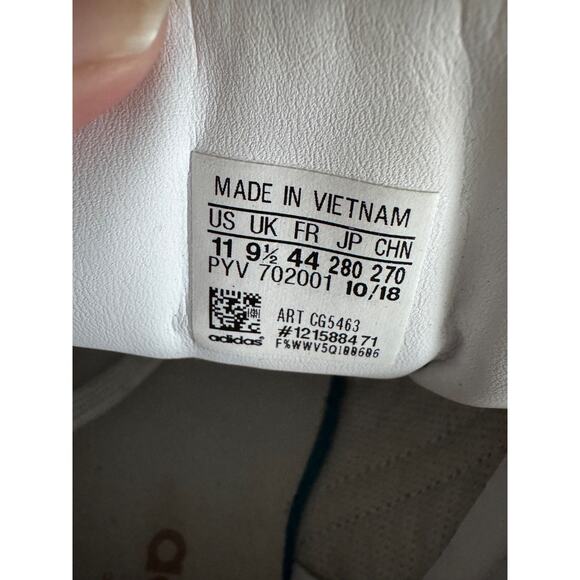 MADE IN VIETNAM
US UK FR JP CHN
11 9½ 44 280 270
PYV 702001 10/18
ART CG5463
#121588471
adidas® F%WWV5Q188686